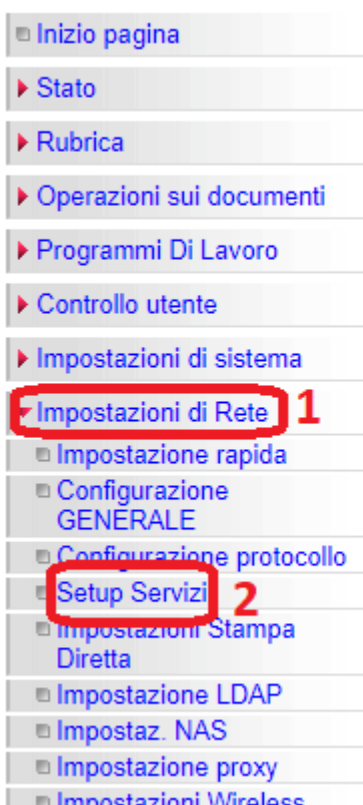 Inizio pagina
Stato
Rubrica
Operazioni sui documenti
Programmi Di Lavoro
Controllo utente
Impostazioni di sistema
Impostazioni di Rete 1
Impostazione rapida
Configurazione
GENERALE
Configurazione protocollo
Setup Servizi 2
Impostazioni Stampa
Diretta
Impostazione LDAP
Impostaz. NAS
Impostazione proxy
Impostazioni Wireless